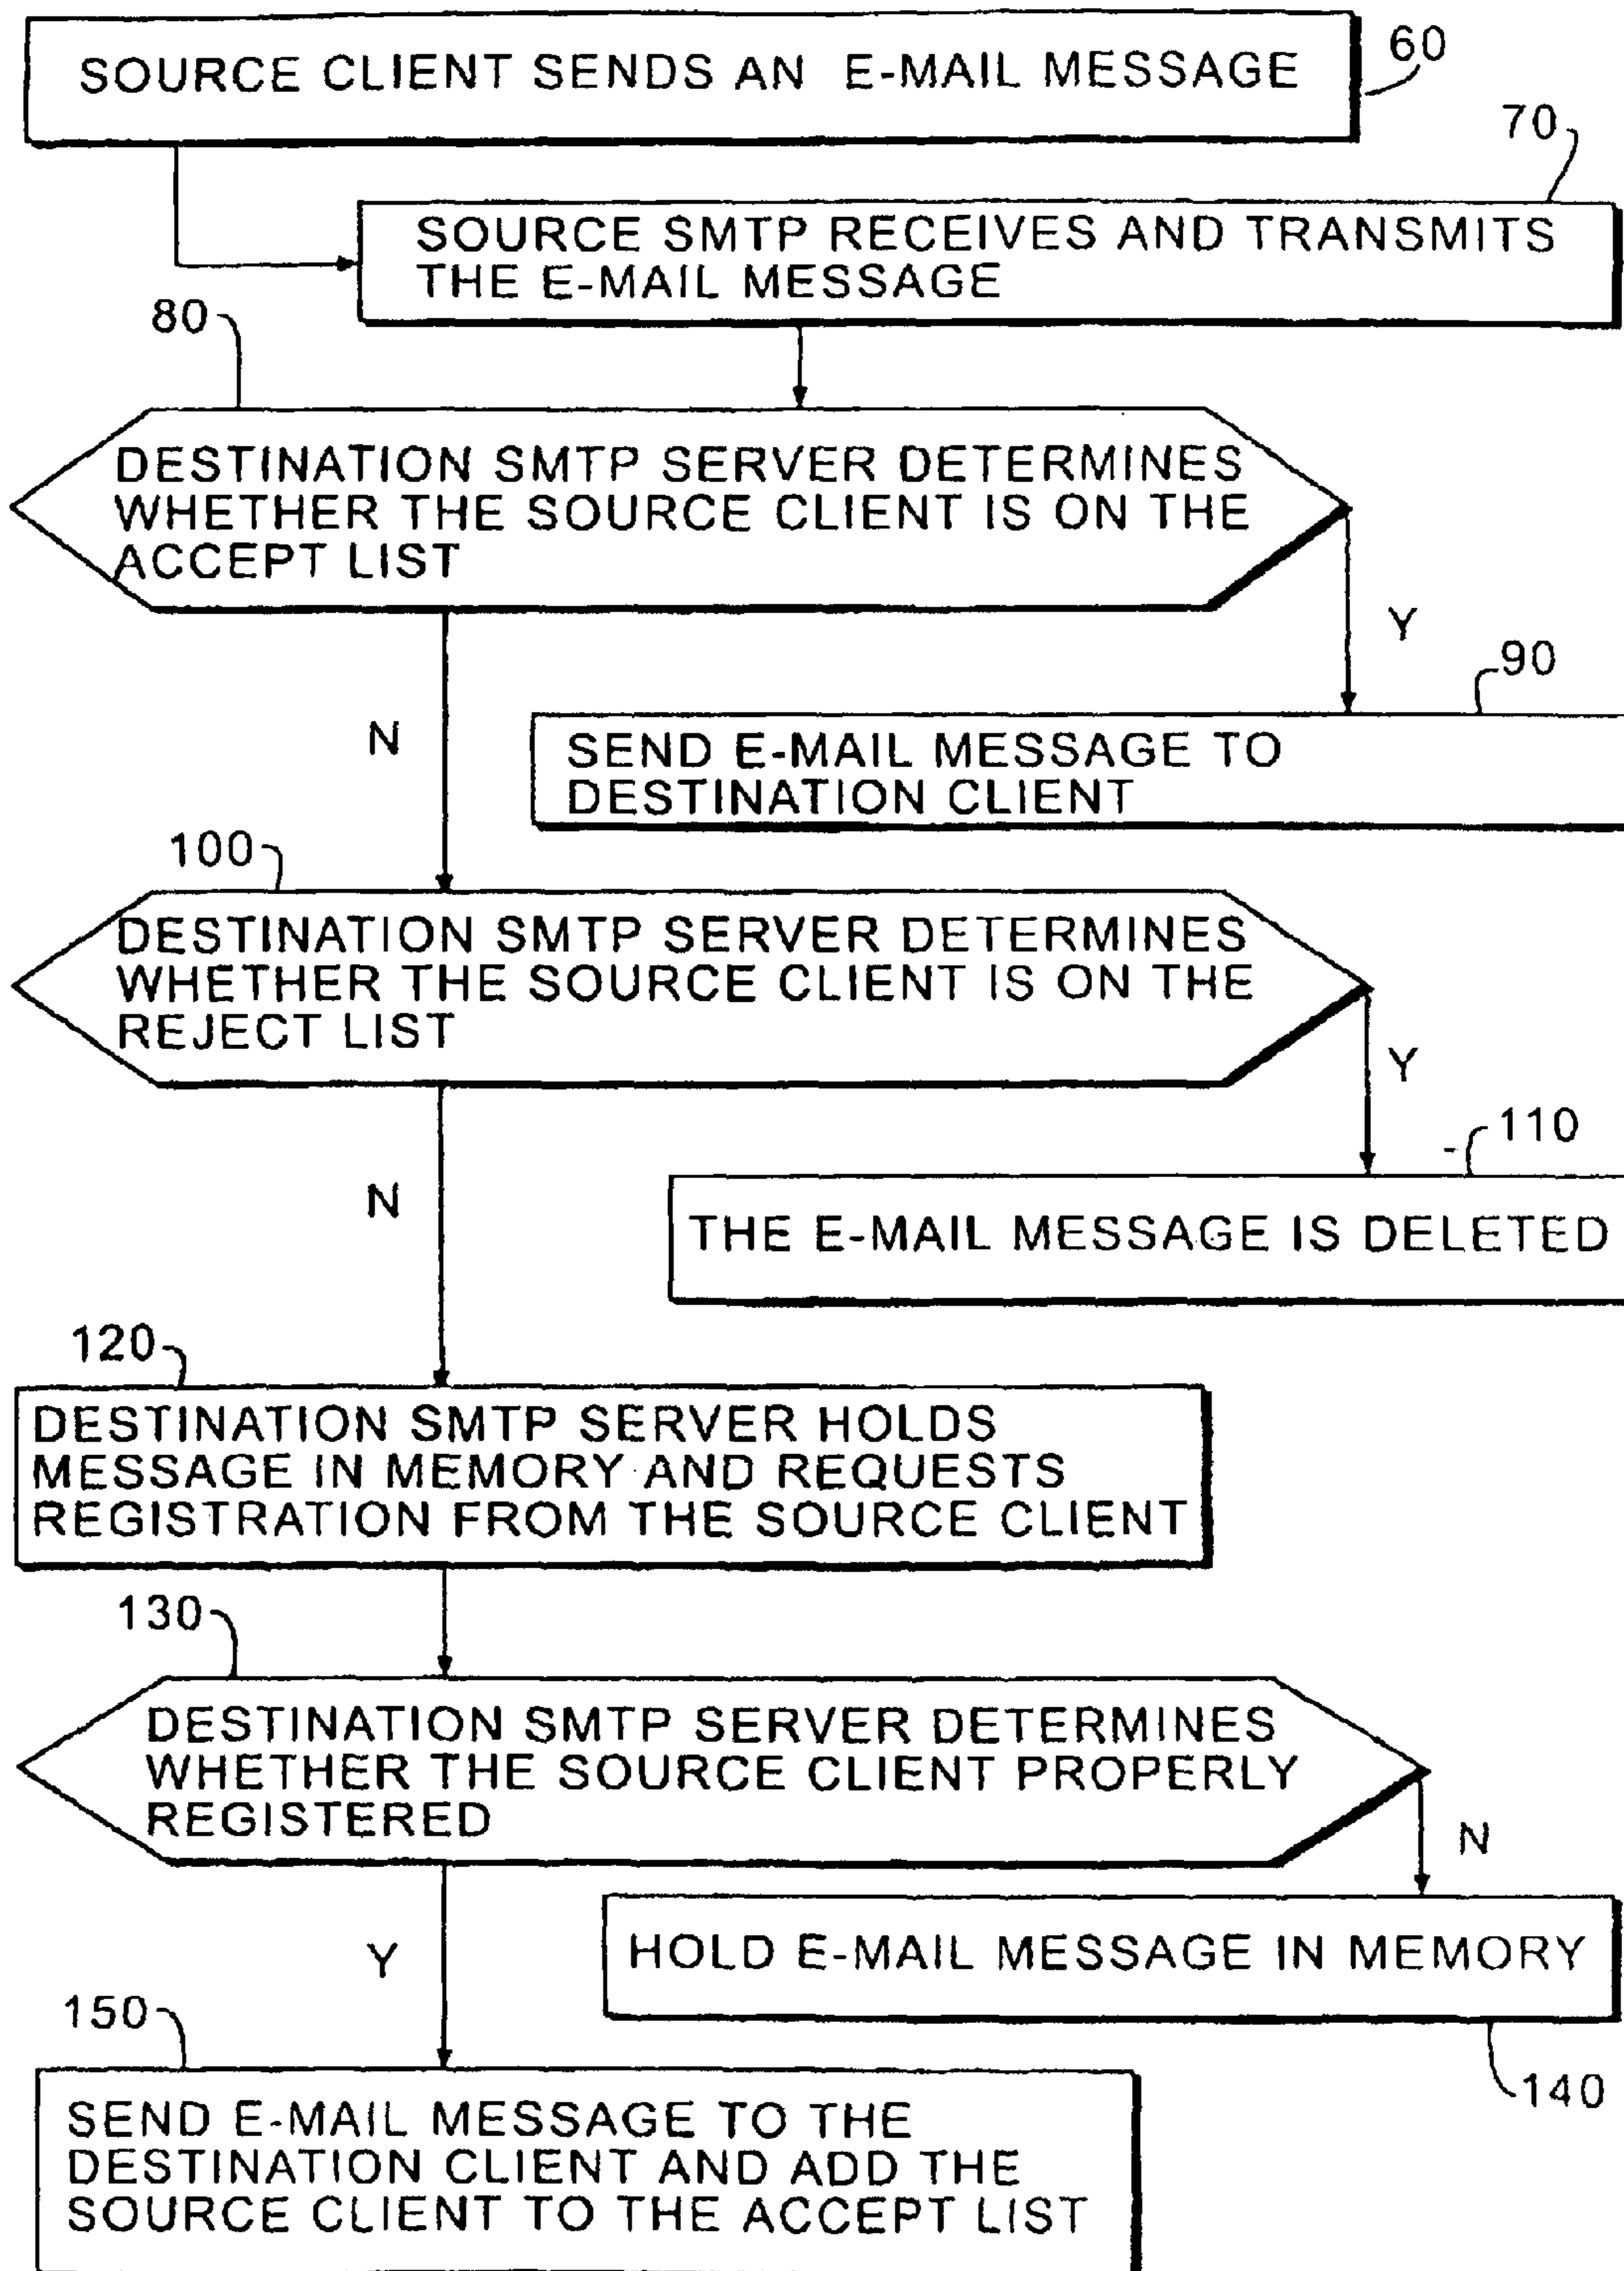 SOURCE CLIENT SENDS AN E-MAIL MESSAGE
60
70
SOURCE SMTP RECEIVES AND TRANSMITS
THE E-MAIL MESSAGE
80
DESTINATION SMTP SERVER DETERMINES
WHETHER THE SOURCE CLIENT IS ON THE
ACCEPT LIST
Y
90
N
SEND E-MAIL MESSAGE TO
DESTINATION CLIENT
100
DESTINATION SMTP SERVER DETERMINES
WHETHER THE SOURCE CLIENT IS ON THE
REJECT LIST
Y
110
N
THE E-MAIL MESSAGE IS DELETED
120
DESTINATION SMTP SERVER HOLDS
MESSAGE IN MEMORY AND REQUESTS
REGISTRATION FROM THE SOURCE CLIENT
130
DESTINATION SMTP SERVER DETERMINES
WHETHER THE SOURCE CLIENT PROPERLY
REGISTERED
N
HOLD E-MAIL MESSAGE IN MEMORY
Y
150
140
SEND E-MAIL MESSAGE TO THE
DESTINATION CLIENT AND ADD THE
SOURCE CLIENT TO THE ACCEPT LIST